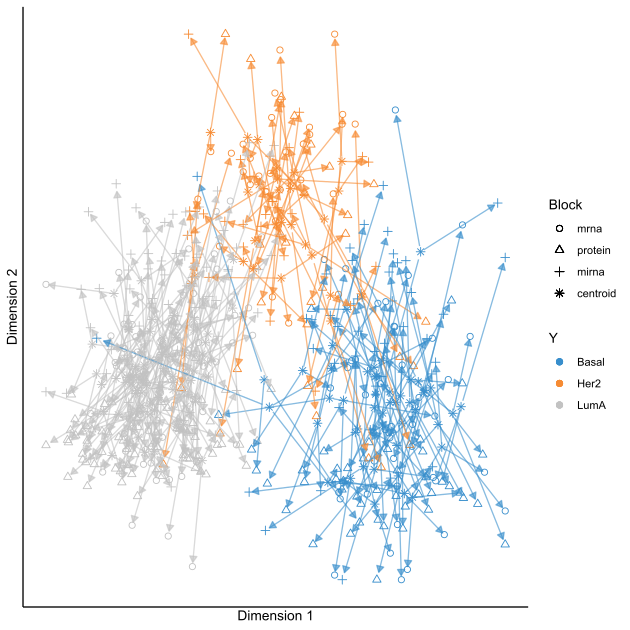 Dimension 2
Dimension 1
Block
mrna
protein
mirna
centroid
Y
Basal
Her2
LumA